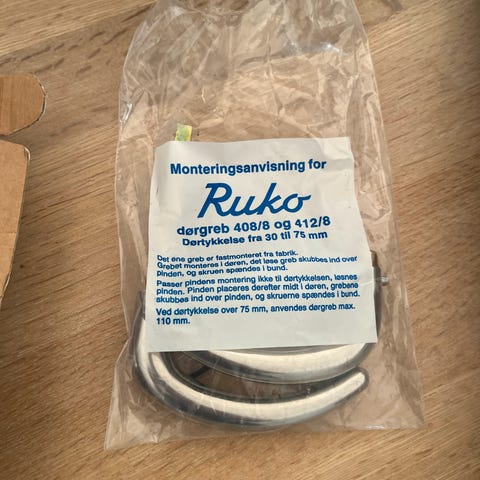 Monteringsanvisning for
Ruko
dørgreb 408/8 og 412/8
Dørtykkelse fra 30 til 75 mm
Det ene greb er fastmonteret fra fabrik.
Grebet monteres i døren, det løse greb skubbes ind over
pinden, og skruen spændes i bund.
Passer pindens montering ikke til dørtykkelsen, løsnes
pinden. Pinden placeres derefter midt i døren, grebene
skubbes ind over pinden, og skruerne spændes i bund.
Ved dørtykkelse over 75 mm, anvendes dørgreb max.
110 mm.